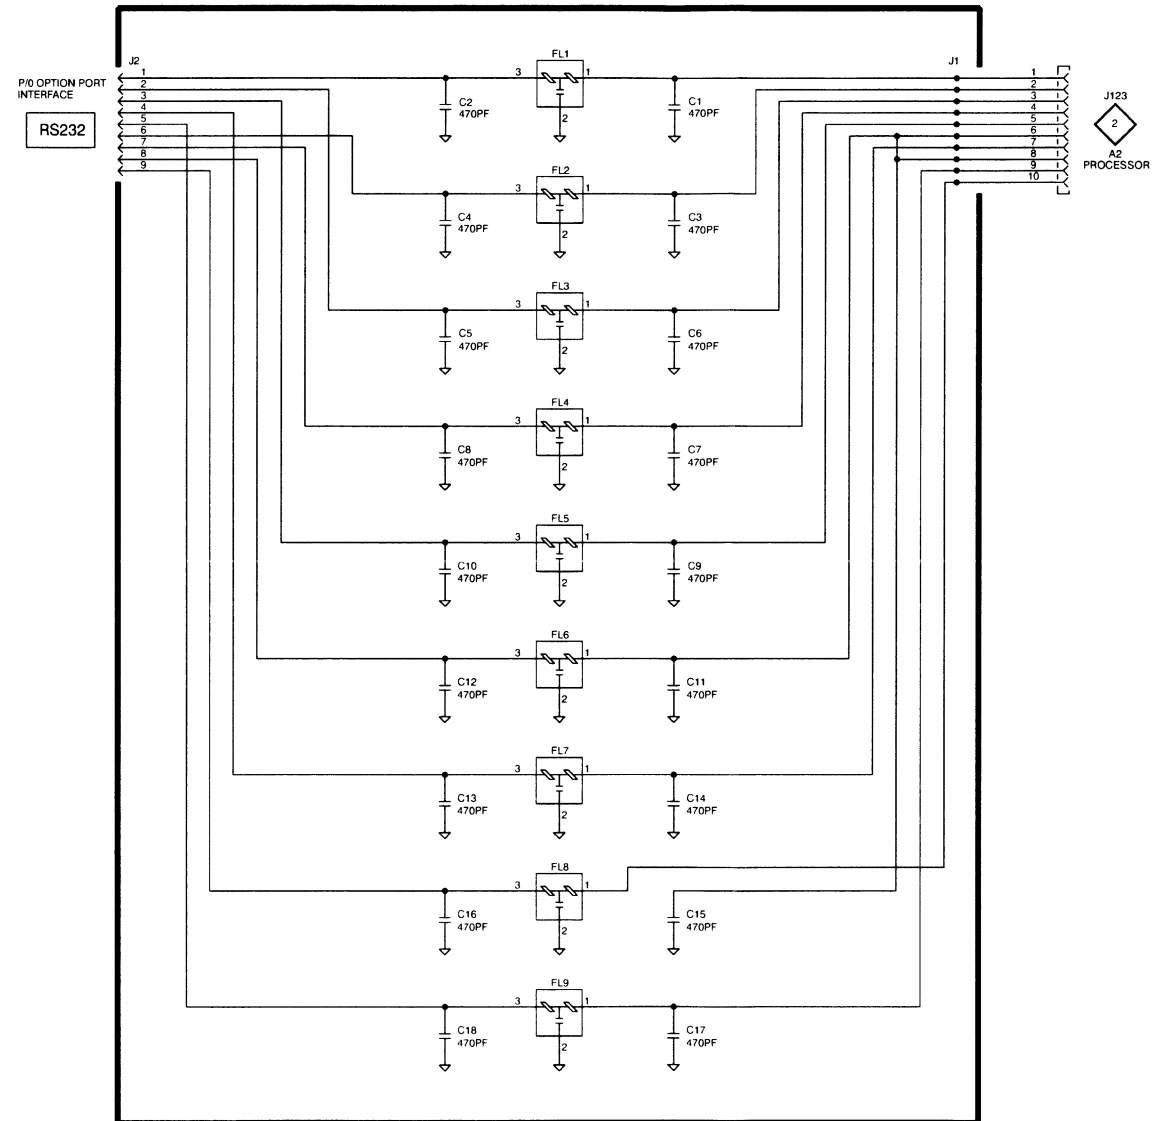 J2
J1
P/0 OPTION PORT
INTERFACE
RS232
1
2
3
4
5
6
7
8
9
1
2
3
4
5
6
7
8
9
10
J123
2
A2
PROCESSOR
FL1
3
1
2
C2
470PF
C1
470PF
FL2
3
1
2
C4
470PF
C3
470PF
FL3
3
1
2
C5
470PF
C6
470PF
FL4
3
1
2
C8
470PF
C7
470PF
FL5
3
1
2
C10
470PF
C9
470PF
FL6
3
1
2
C12
470PF
C11
470PF
FL7
3
1
2
C13
470PF
C14
470PF
FL8
3
1
2
C16
470PF
C15
470PF
FL9
3
1
2
C18
470PF
C17
470PF